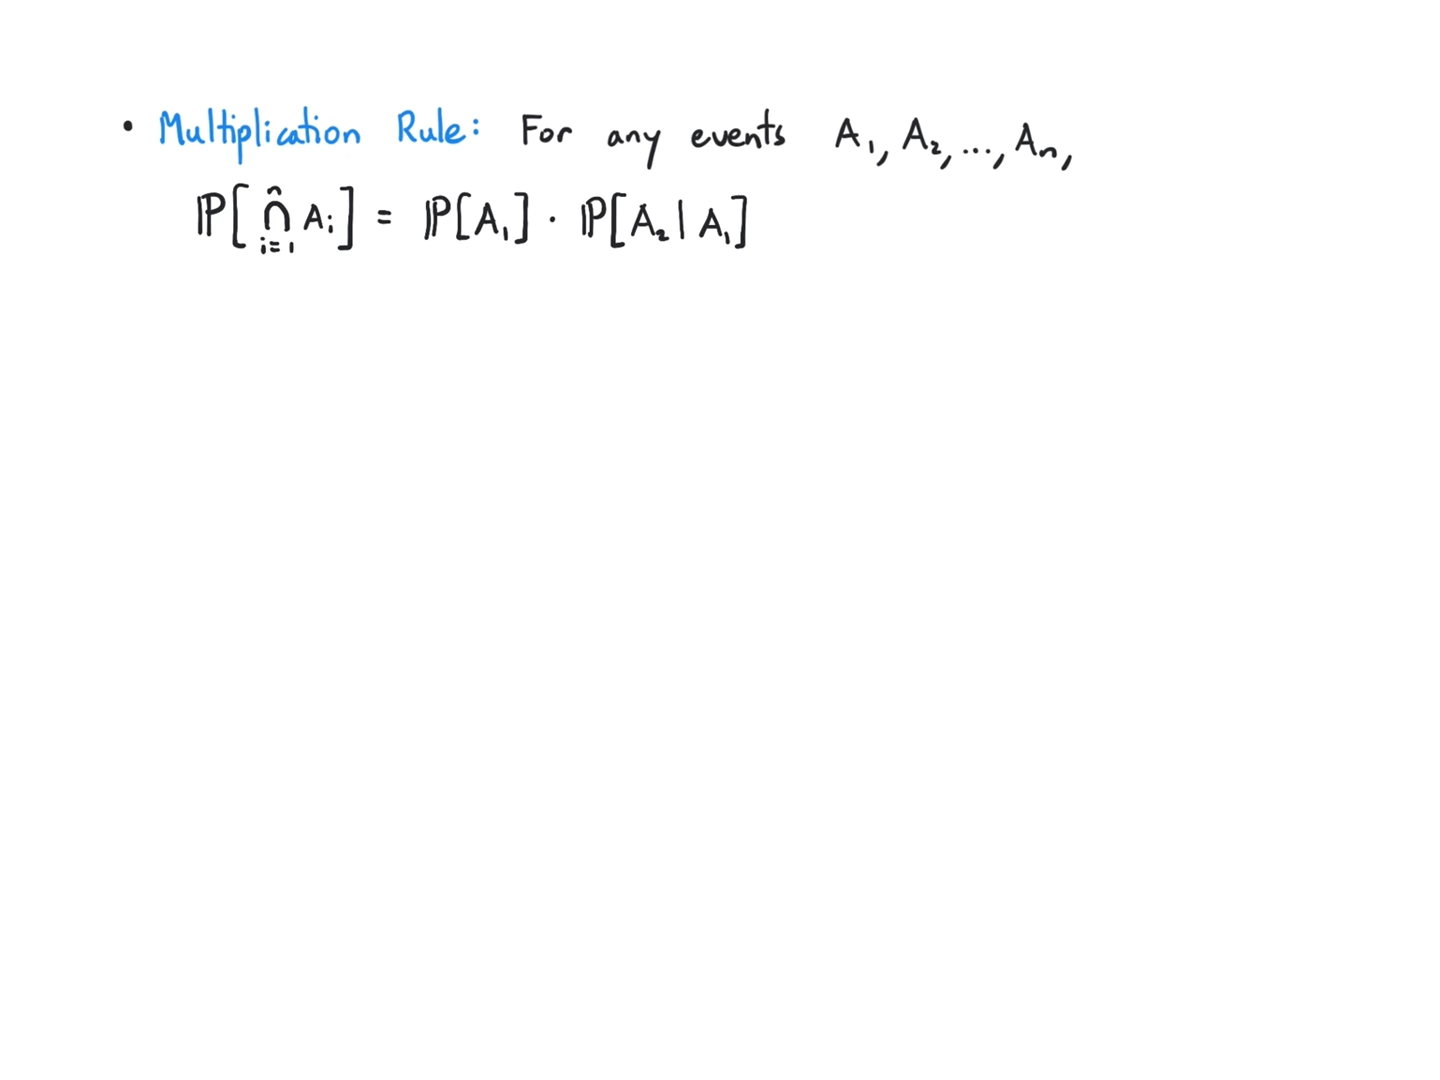 • Multiplication Rule: For any events A₁, A₂, ..., Aₙ,
ℙ[⋂ᵢ₌₁ⁿ Aᵢ] = ℙ[A₁] · ℙ[A₂ | A₁]